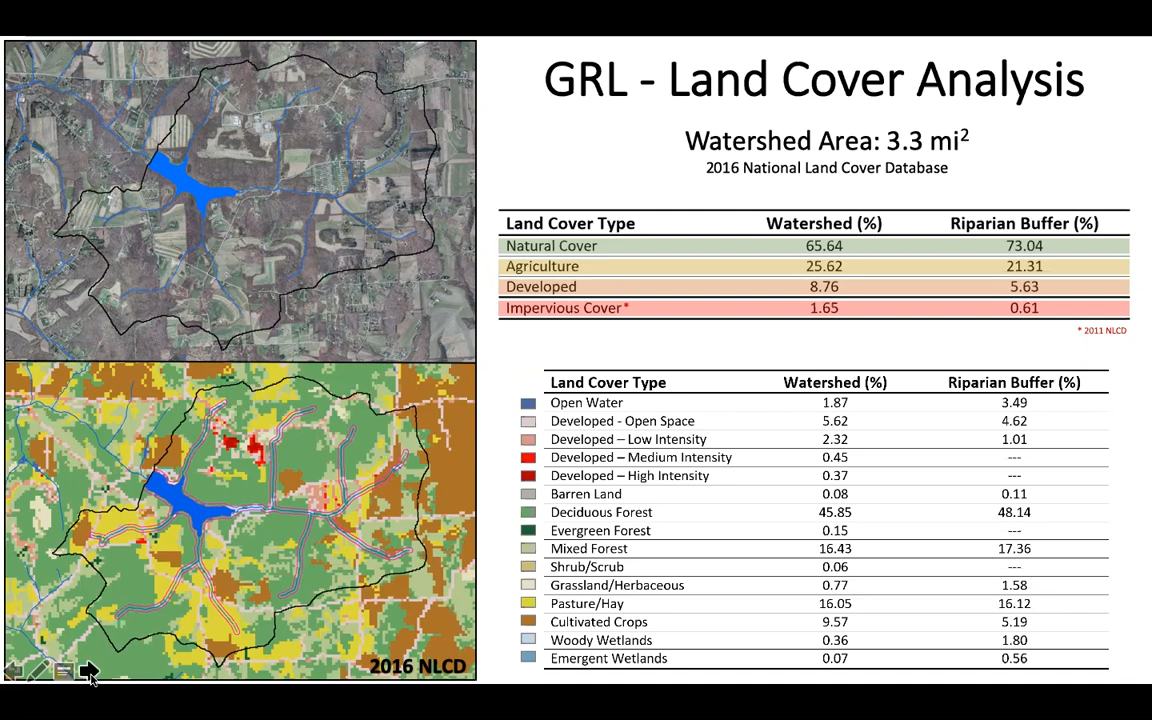 GRL - Land Cover Analysis
Watershed Area: 3.3 mi²
2016 National Land Cover Database
Land Cover Type Watershed (%) Riparian Buffer (%)
Natural Cover 65.64 73.04
Agriculture 25.62 21.31
Developed 8.76 5.63
Impervious Cover* 1.65 0.61
* 2011 NLCD
Land Cover Type Watershed (%) Riparian Buffer (%)
Open Water 1.87 3.49
Developed - Open Space 5.62 4.62
Developed – Low Intensity 2.32 1.01
Developed – Medium Intensity 0.45 ---
Developed – High Intensity 0.37 ---
Barren Land 0.08 0.11
Deciduous Forest 45.85 48.14
Evergreen Forest 0.15 ---
Mixed Forest 16.43 17.36
Shrub/Scrub 0.06 ---
Grassland/Herbaceous 0.77 1.58
Pasture/Hay 16.05 16.12
Cultivated Crops 9.57 5.19
Woody Wetlands 0.36 1.80
Emergent Wetlands 0.07 0.56
2016 NLCD